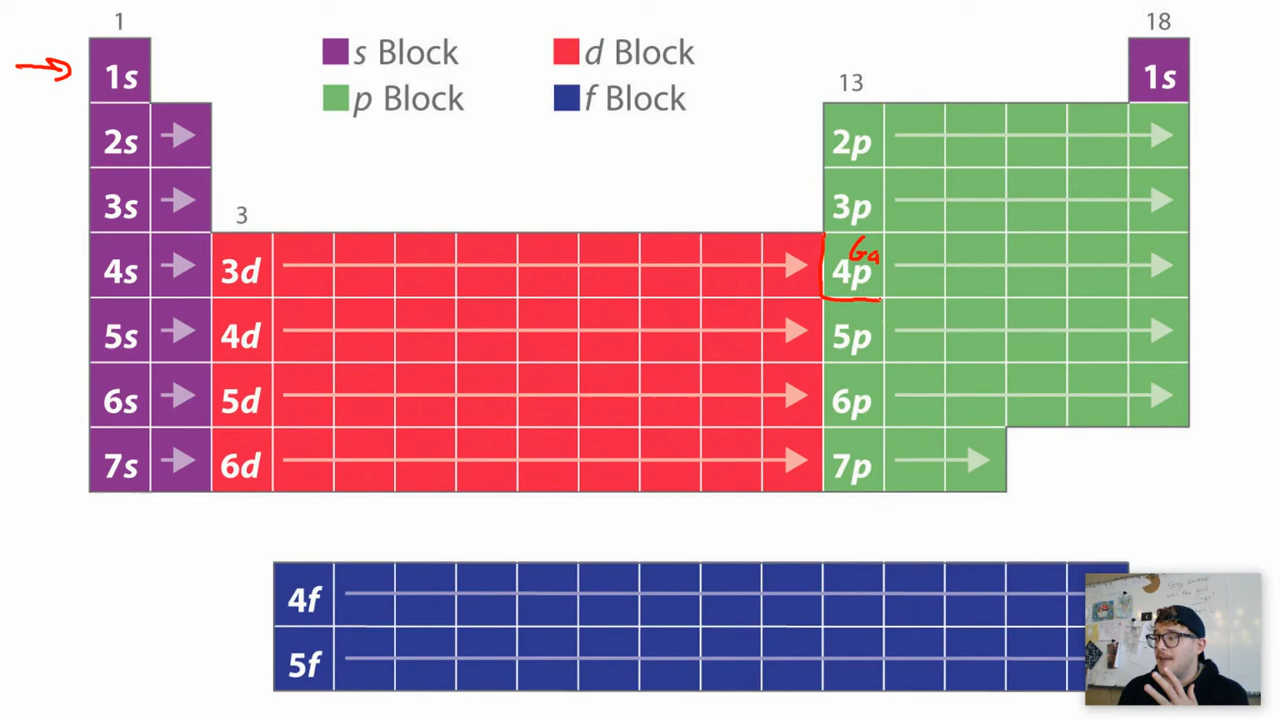 1 18
s Block d Block
p Block f Block
13
1s 1s
2s 2p
3s 3p
3
4s 3d Ga 4p
5s 4d 5p
6s 5d 6p
7s 6d 7p
4f
5f